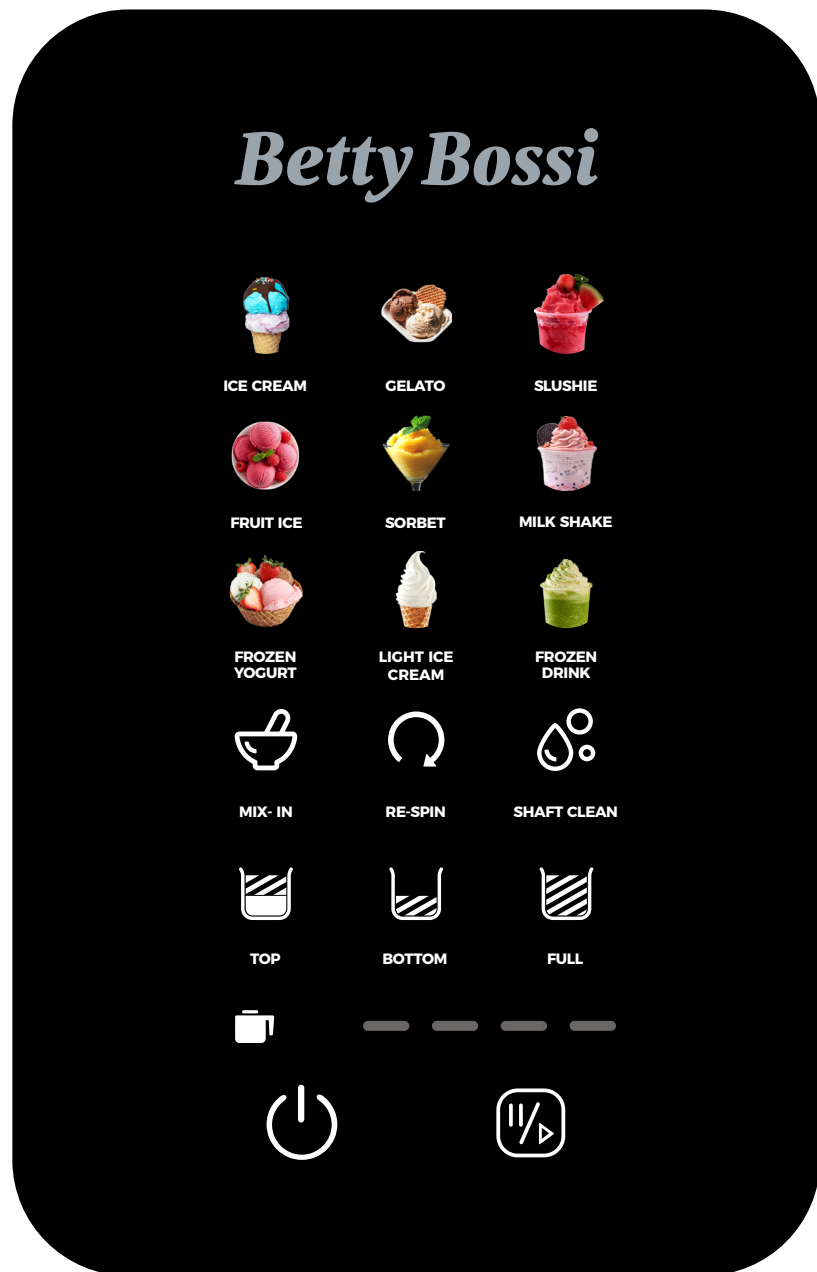 Betty Bossi
ICE CREAM
GELATO
SLUSHIE
FRUIT ICE
SORBET
MILK SHAKE
FROZEN
YOGURT
LIGHT ICE
CREAM
FROZEN
DRINK
MIX- IN
RE-SPIN
SHAFT CLEAN
TOP
BOTTOM
FULL